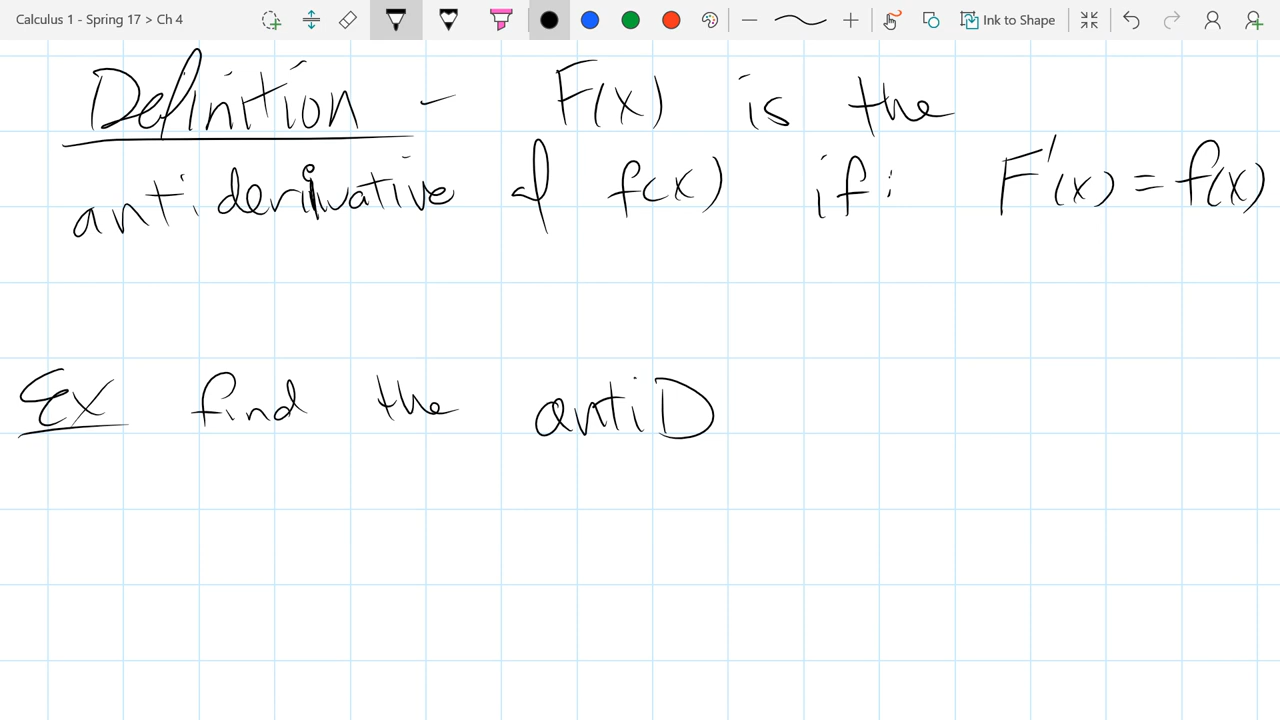 Calculus 1 - Spring 17 > Ch 4
Ink to Shape
Definition - F(x) is the
antiderivative of f(x) if: F'(x) = f(x)
Ex find the antiD